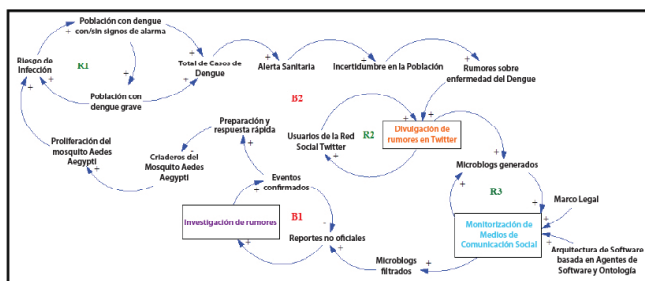 Población con dengue
con/sin signos de alarma
Riesgo de
Infección
R1
Total de Casos de
Dengue
Alerta Sanitaria
Incertidumbre en la Población
Rumores sobre
enfermedad del Dengue
Población con
dengue grave
B2
Preparación y
respuesta rápida
Usuarios de la Red
Social Twitter
R2
Divulgación de
rumores en Twitter
Proliferación del
mosquito Aedes
Aegypti
Criaderos del
Mosquito Aedes
Aegypti
Microblogs generados
Eventos
confirmados
R3
Marco Legal
Investigación de rumores
B1
Monitorización de
Medios de
Comunicación Social
Reportes no oficiales
Microblogs
filtrados
Arquitectura de Software
basada en Agentes de
Software y Ontología